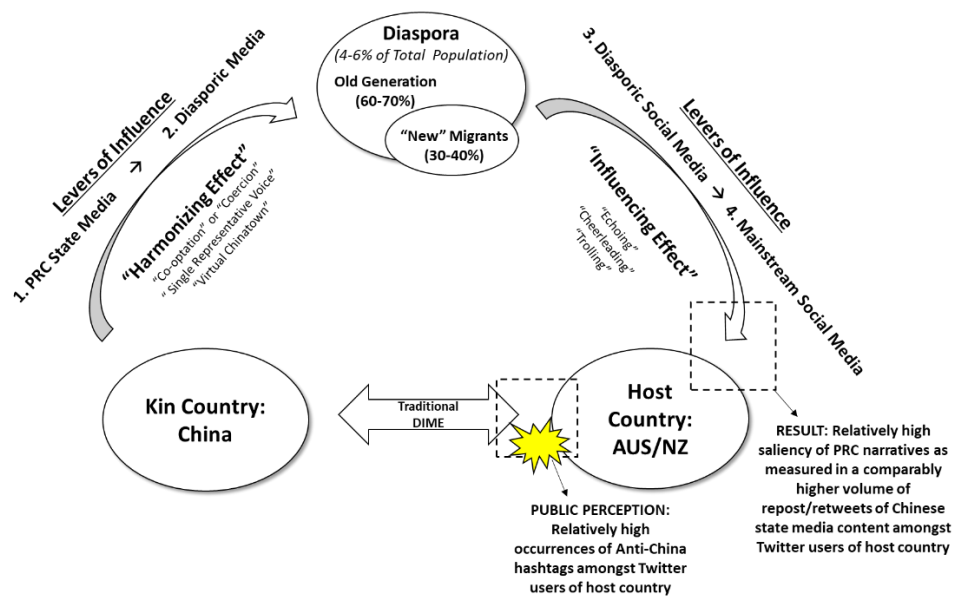 Diaspora
(4-6% of Total Population)
Old Generation
(60-70%)
“New” Migrants
(30-40%)
Levers of Influence
1. PRC State Media → 2. Diasporic Media
“Harmonizing Effect”
“Co-optation” or “Coercion”
“ Single Representative Voice”
“Virtual Chinatown”
Levers of Influence
3. Diasporic Social Media → 4. Mainstream Social Media
“Influencing Effect”
“Echoing”
“Cheerleading”
“Trolling”
Kin Country:
China
Traditional
DIME
Host
Country:
AUS/NZ
PUBLIC PERCEPTION:
Relatively high
occurrences of Anti-China
hashtags amongst Twitter
users of host country
RESULT: Relatively high
saliency of PRC narratives as
measured in a comparably
higher volume of
repost/retweets of Chinese
state media content amongst
Twitter users of host country